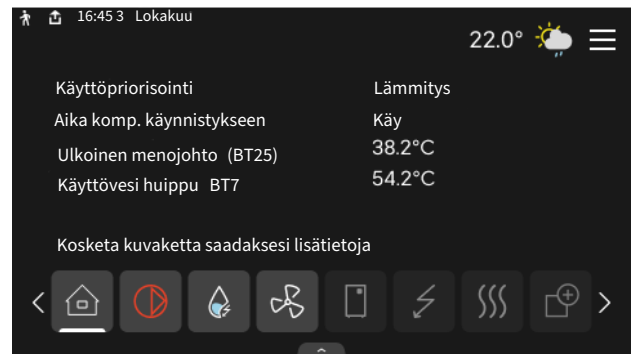 16:45 3 Lokakuu
22.0°
Käyttöpriorisointi Lämmitys
Aika komp. käynnistykseen Käy
Ulkoinen menojohto (BT25) 38.2°C
Käyttövesi huippu BT7 54.2°C
Kosketa kuvaketta saadaksesi lisätietoja